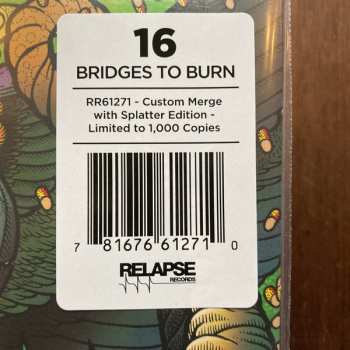 16
BRIDGES TO BURN
RR61271 - Custom Merge
with Splatter Edition -
Limited to 1,000 Copies
7 81676 61271 0
RELAPSE
RECORDS